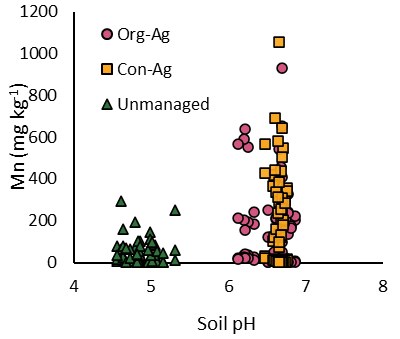 1200
1000
800
600
400
200
0
Mn (mg kg⁻¹)
Org-Ag
Con-Ag
Unmanaged
4 5 6 7 8
Soil pH